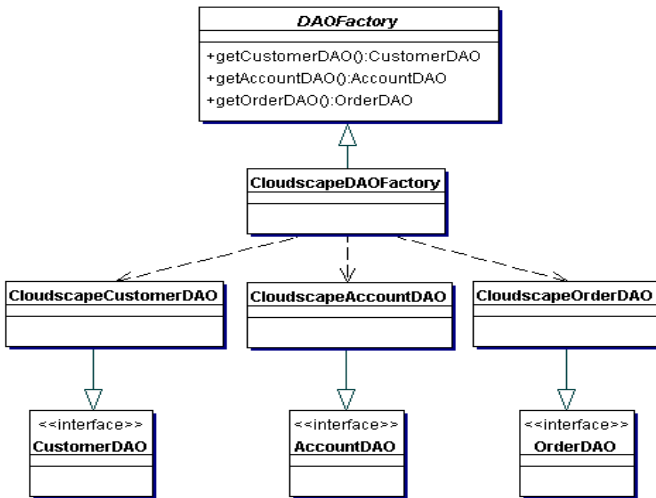 DAOFactory
+getCustomerDAO():CustomerDAO
+getAccountDAO():AccountDAO
+getOrderDAO():OrderDAO
CloudscapeDAOFactory
CloudscapeCustomerDAO
CloudscapeAccountDAO
CloudscapeOrderDAO
<<interface>>
CustomerDAO
<<interface>>
AccountDAO
<<interface>>
OrderDAO